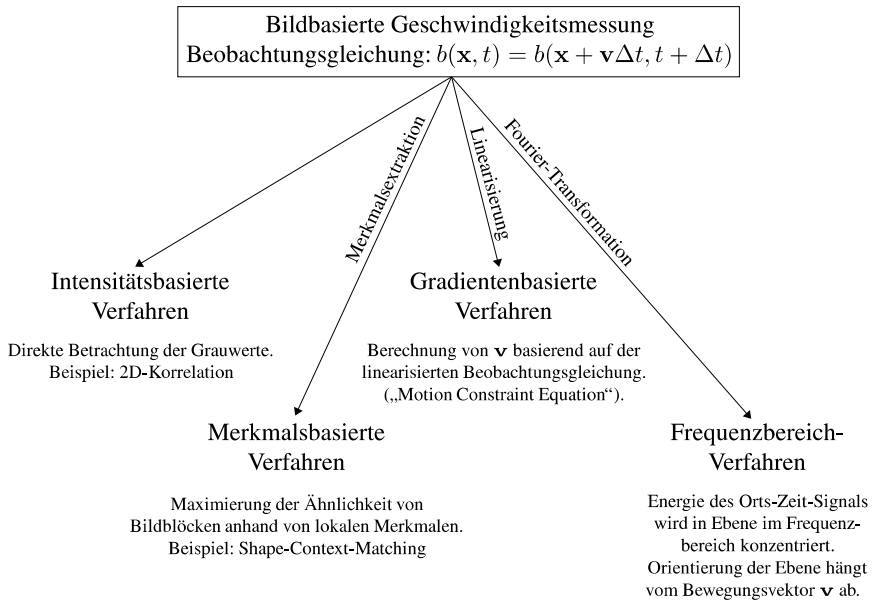 Bildbasierte Geschwindigkeitsmessung
Beobachtungsgleichung: b(x, t) = b(x + vΔt, t + Δt)
Merkmalsextraktion
Linearisierung
Fourier-Transformation
Intensitätsbasierte
Verfahren
Direkte Betrachtung der Grauwerte.
Beispiel: 2D-Korrelation
Gradientenbasierte
Verfahren
Berechnung von v basierend auf der
linearisierten Beobachtungsgleichung.
(„Motion Constraint Equation“).
Merkmalsbasierte
Verfahren
Maximierung der Ähnlichkeit von
Bildblöcken anhand von lokalen Merkmalen.
Beispiel: Shape-Context-Matching
Frequenzbereich-
Verfahren
Energie des Orts-Zeit-Signals
wird in Ebene im Frequenz-
bereich konzentriert.
Orientierung der Ebene hängt
vom Bewegungsvektor v ab.